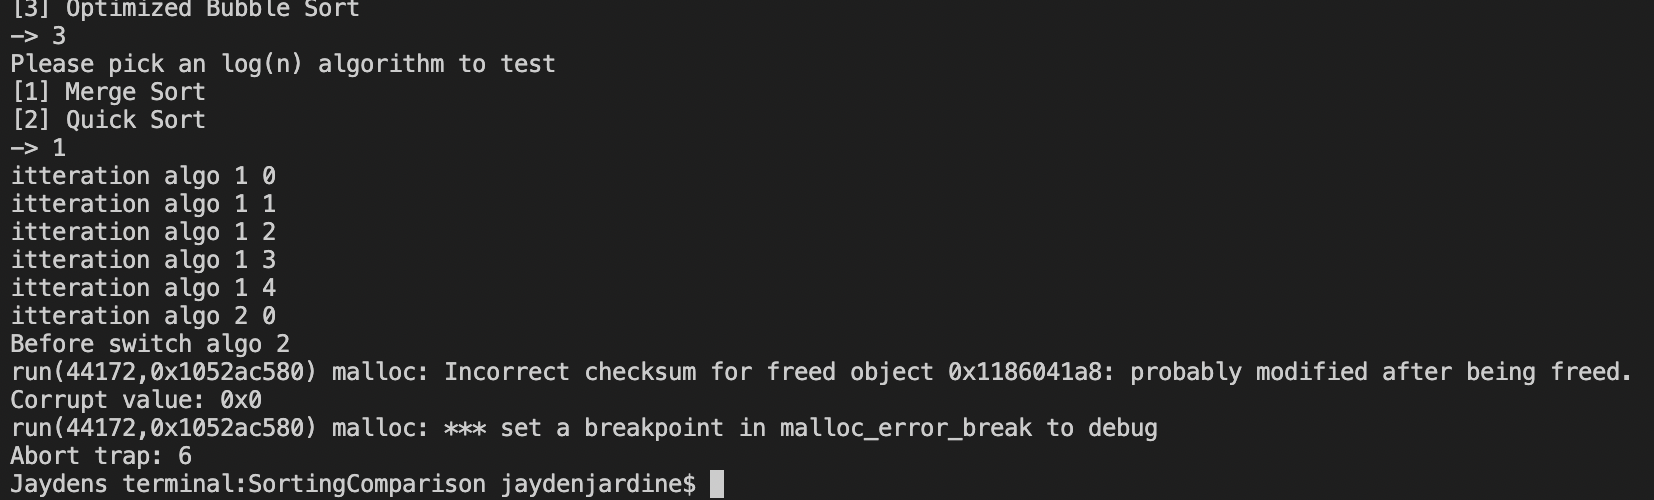 [3] Optimized Bubble Sort
-> 3
Please pick an log(n) algorithm to test
[1] Merge Sort
[2] Quick Sort
-> 1
itteration algo 1 0
itteration algo 1 1
itteration algo 1 2
itteration algo 1 3
itteration algo 1 4
itteration algo 2 0
Before switch algo 2
run(44172,0x1052ac580) malloc: Incorrect checksum for freed object 0x1186041a8: probably modified after being freed.
Corrupt value: 0x0
run(44172,0x1052ac580) malloc: *** set a breakpoint in malloc_error_break to debug
Abort trap: 6
Jaydens terminal:SortingComparison jaydenjardine$